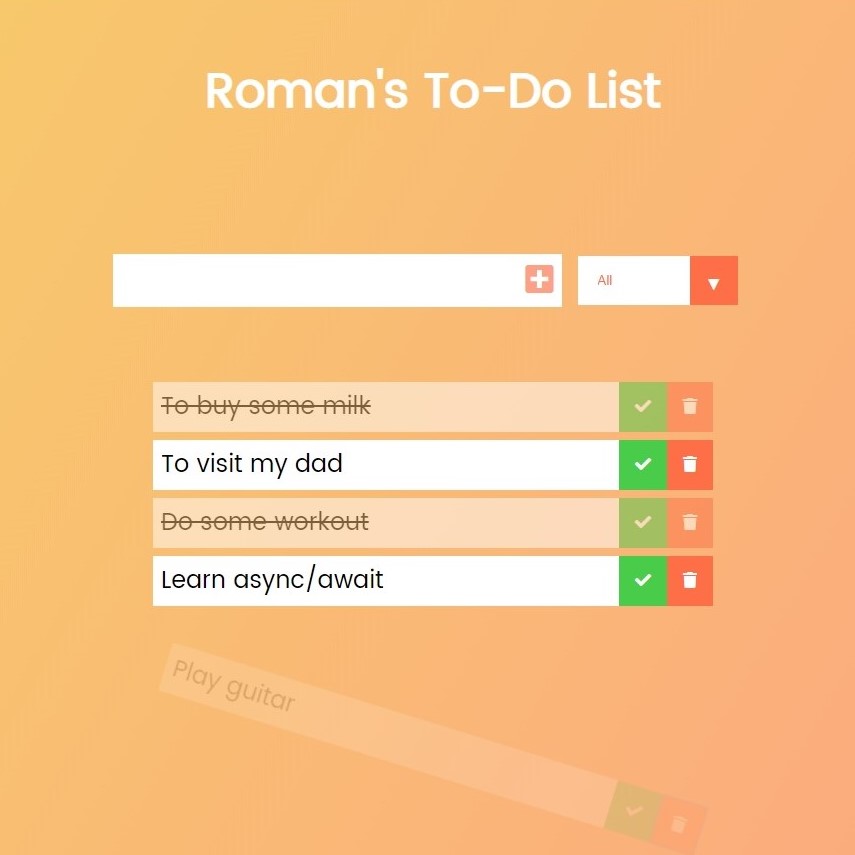 Roman's To-Do List
All
To buy some milk
To visit my dad
Do some workout
Learn async/await
Play guitar